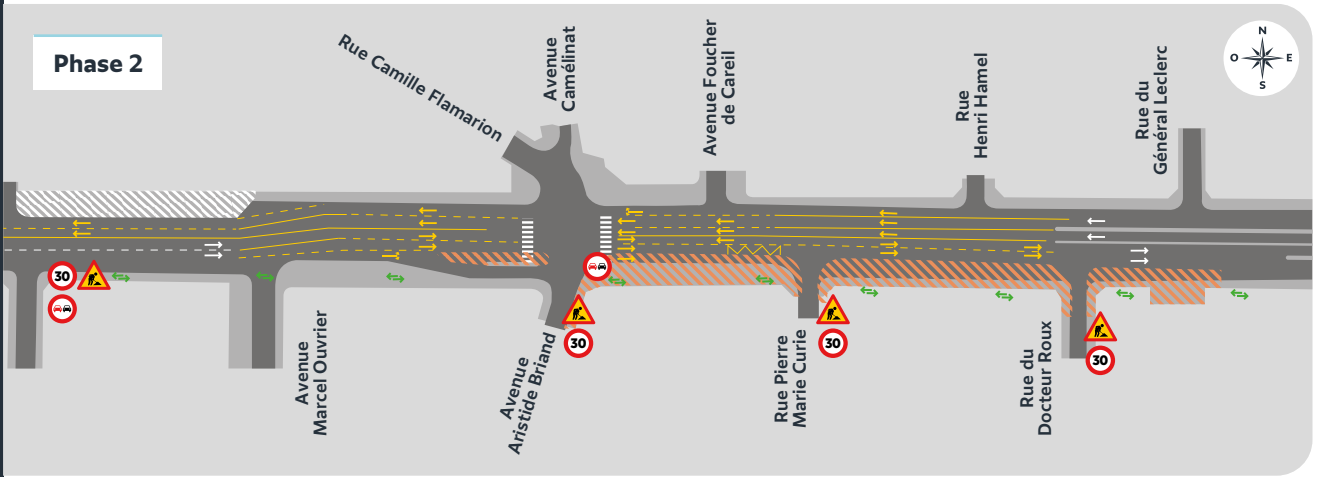 Phase 2
Rue Camille Flamarion
Avenue
Camélinat
Avenue Foucher
de Careil
Rue
Henri Hamel
Rue du
Général Leclerc
N
O
E
S
30
Avenue
Marcel Ouvrier
Avenue
Aristide Briand
30
Rue Pierre
Marie Curie
30
Rue du
Docteur Roux
30